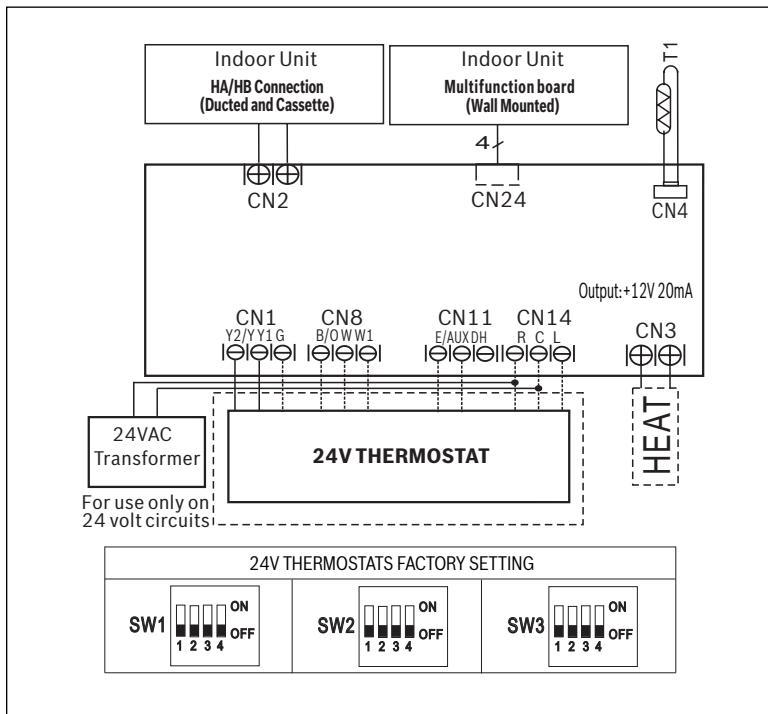 Indoor Unit
HA/HB Connection
(Ducted and Cassette)
Indoor Unit
Multifunction board
(Wall Mounted)
T1
4
CN2
CN24
CN4
Output:+12V 20mA
CN1
CN8
CN11
CN14
CN3
Y2/Y Y1 G
B/O W W1
E/AUX DH
R C L
24VAC
Transformer
24V THERMOSTAT
HEAT
For use only on
24 volt circuits
24V THERMOSTATS FACTORY SETTING
SW1
ON
OFF
1 2 3 4
SW2
ON
OFF
1 2 3 4
SW3
ON
OFF
1 2 3 4